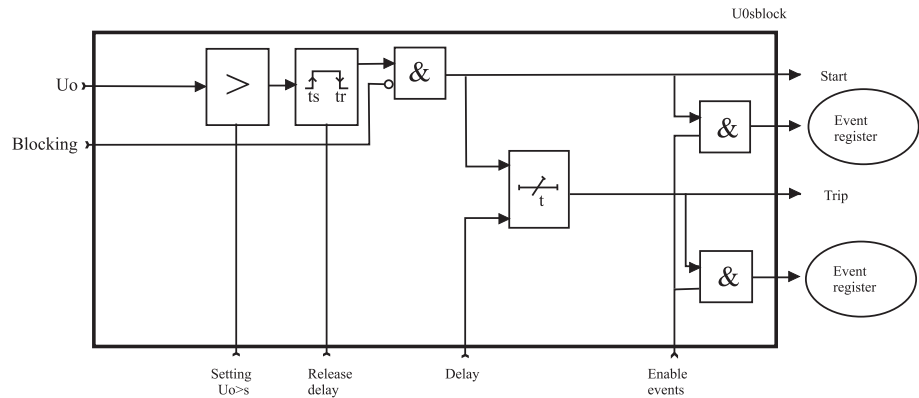 U0sblock
Uo
>
ts tr
&
Start
Blocking
&
Event
register
t
Trip
&
Event
register
Setting
Uo>s
Release
delay
Delay
Enable
events